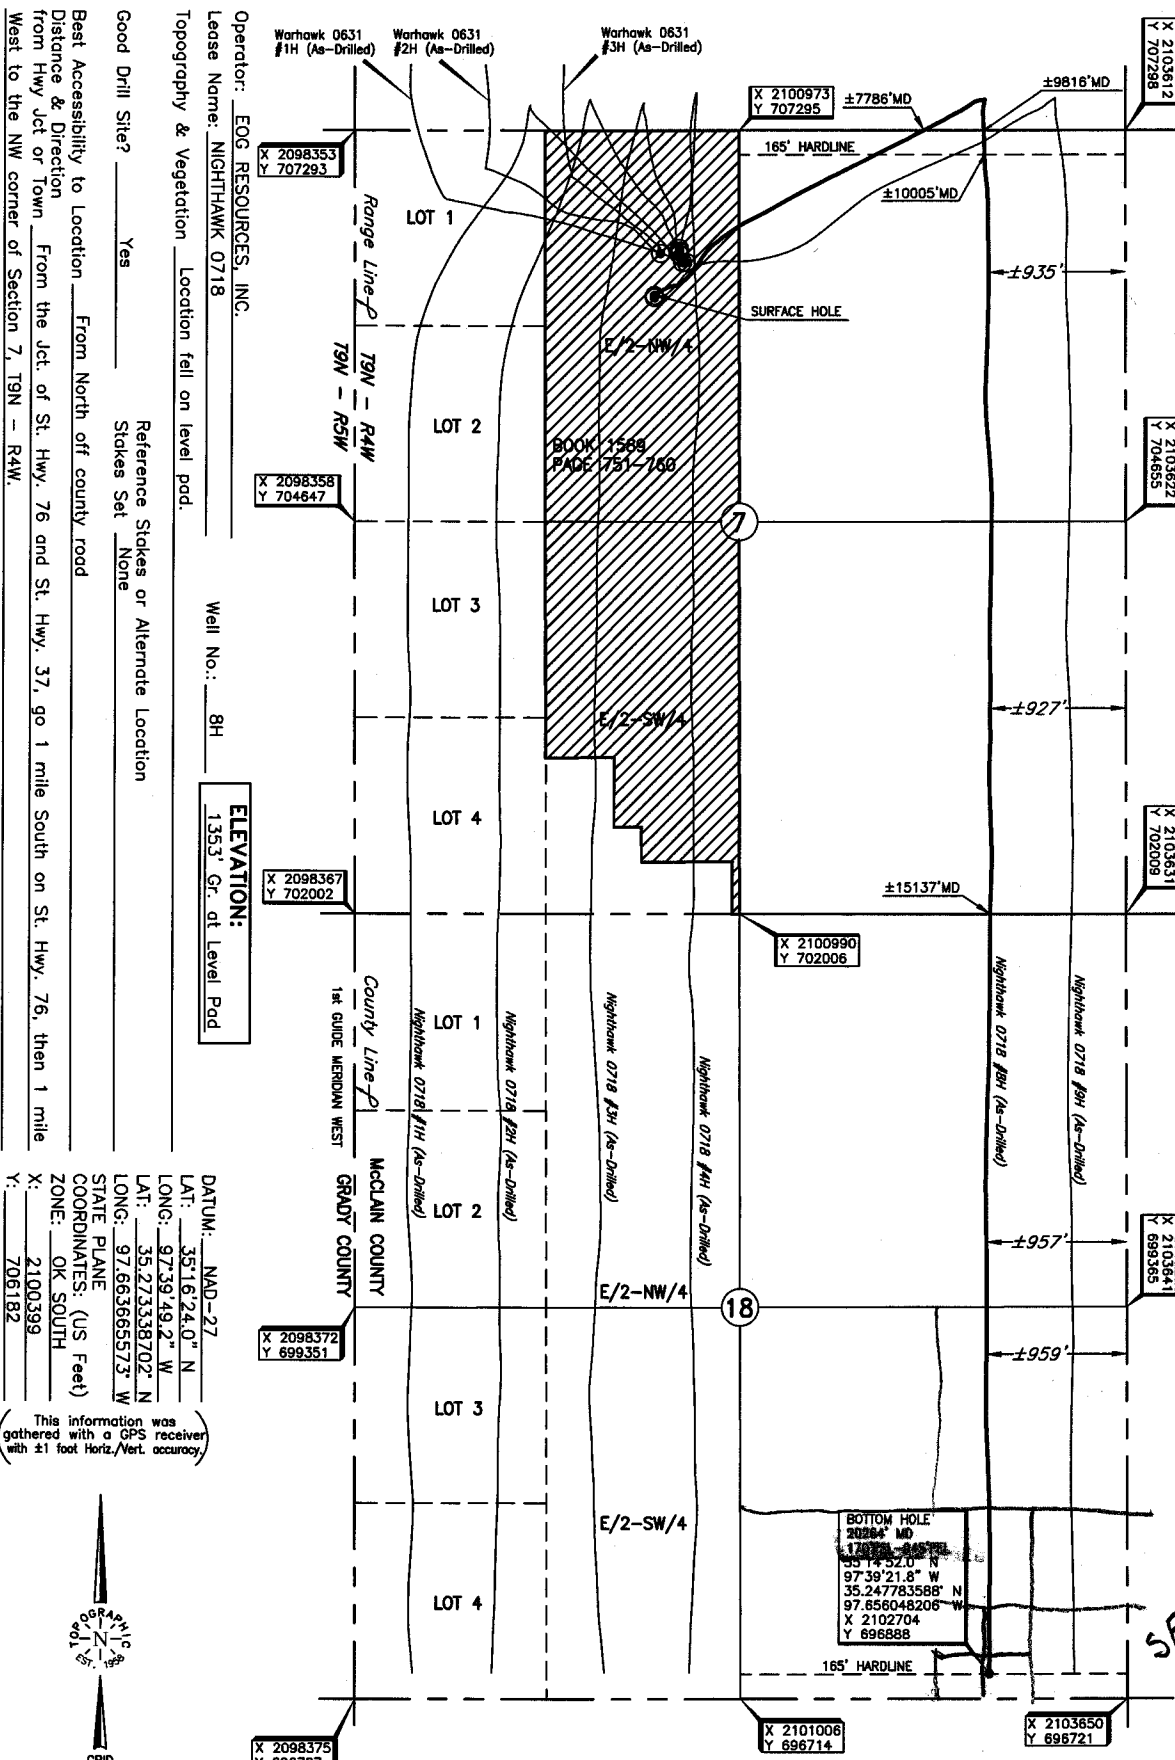 Warhawk 0631
#1H (As-Drilled)
Warhawk 0631
#2H (As-Drilled)
Warhawk 0631
#3H (As-Drilled)
X 2103612
Y 707298
X 2100973
Y 707295
±7786'MD
±9816'MD
165' HARDLINE
X 2098353
Y 707293
±10005'MD
LOT 1
Range Line
±935'
SURFACE HOLE
E/2-NW/4
T9N - R4W
T9N - R5W
LOT 2
BOOK 1589
PAGE 751-760
X 2103622
Y 704655
X 2098358
Y 704647
7
LOT 3
±927'
E/2-SW/4
LOT 4
X 2103631
Y 702009
X 2098367
Y 702002
±15137'MD
X 2100990
Y 702006
County Line
1st GUIDE MERIDIAN WEST
LOT 1
Nighthawk 0718 #1H (As-Drilled)
Nighthawk 0718 #2H (As-Drilled)
Nighthawk 0718 #3H (As-Drilled)
Nighthawk 0718 #4H (As-Drilled)
Nighthawk 0718 #8H (As-Drilled)
Nighthawk 0718 #9H (As-Drilled)
McCLAIN COUNTY
GRADY COUNTY
LOT 2
±957'
X 2103641
Y 699365
E/2-NW/4
18
X 2098372
Y 699351
±959'
LOT 3
E/2-SW/4
LOT 4
BOTTOM HOLE
20264' MD
35°14'52.0" N
97°39'21.8" W
35.247783588° N
97.656048206° W
X 2102704
Y 696888
165' HARDLINE
X 2098375
X 2101006
Y 696714
X 2103650
Y 696721
Operator: EOG RESOURCES, INC.
Lease Name: NIGHTHAWK 0718
Well No.: 8H
ELEVATION:
1353' Gr. at Level Pad
Topography & Vegetation Location fell on level pad.
Reference Stakes or Alternate Location
Good Drill Site? Yes
Stakes Set None
Best Accessibility to Location From North off county road
Distance & Direction
from Hwy Jct or Town From the Jct. of St. Hwy. 76 and St. Hwy. 37, go 1 mile South on St. Hwy. 76, then 1 mile
West to the NW corner of Section 7, T9N - R4W.
DATUM: NAD-27
LAT: 35°16'24.0" N
LONG: 97°39'49.2" W
LAT: 35.273338702° N
LONG: 97.663665573° W
STATE PLANE
COORDINATES: (US Feet)
ZONE: OK SOUTH
X: 2100399
Y: 706182
This information was
gathered with a GPS receiver
with ±1 foot Horiz./Vert. accuracy.
TOPOGRAPHIC
N
EST. 1958
GRID